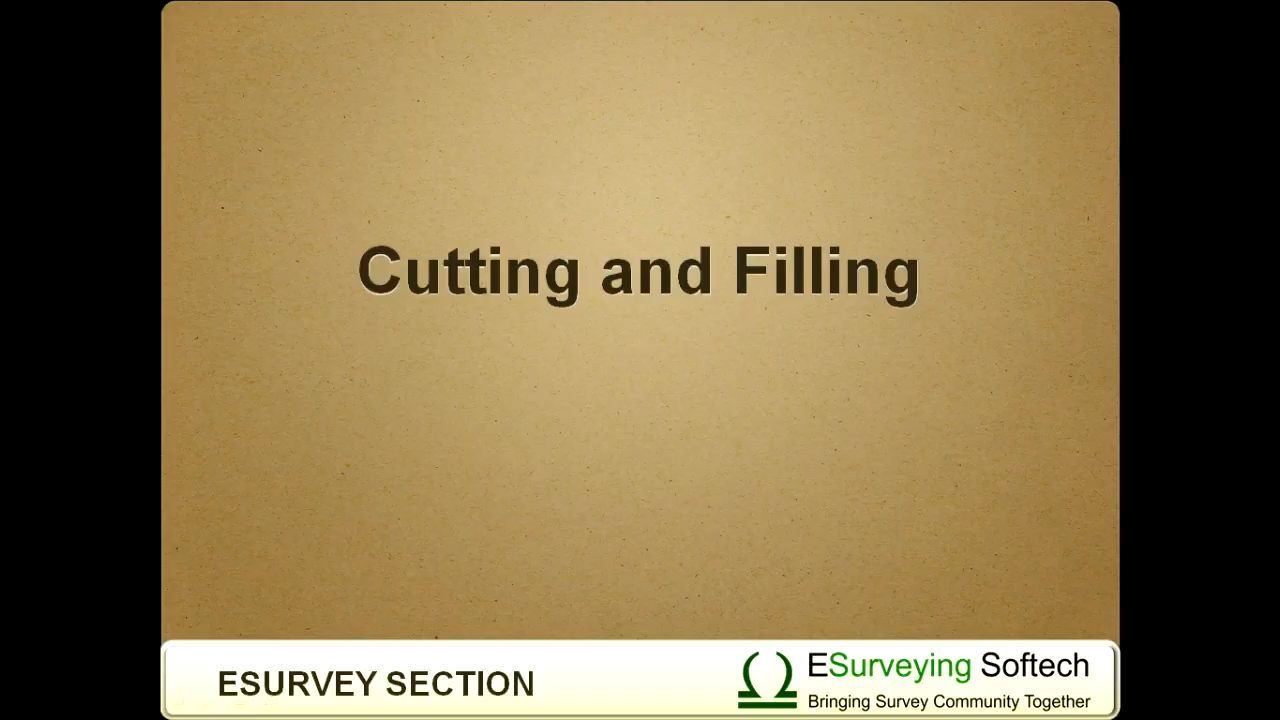 Cutting and Filling
ESURVEY SECTION
ESurveying Softech
Bringing Survey Community Together